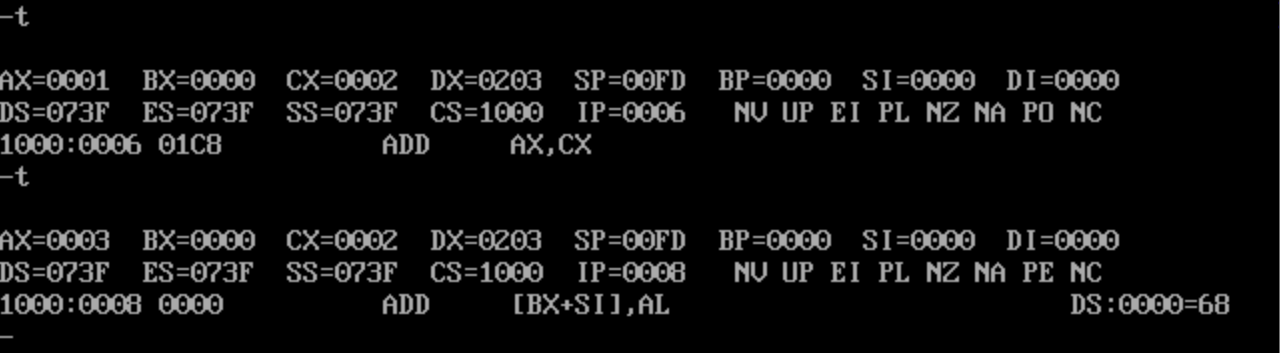 -t
AX=0001 BX=0000 CX=0002 DX=0203 SP=00FD BP=0000 SI=0000 DI=0000
DS=073F ES=073F SS=073F CS=1000 IP=0006 NV UP EI PL NZ NA PO NC
1000:0006 01C8 ADD AX,CX
-t
AX=0003 BX=0000 CX=0002 DX=0203 SP=00FD BP=0000 SI=0000 DI=0000
DS=073F ES=073F SS=073F CS=1000 IP=0008 NV UP EI PL NZ NA PE NC
1000:0008 0000 ADD [BX+SI],AL DS:0000=68
-